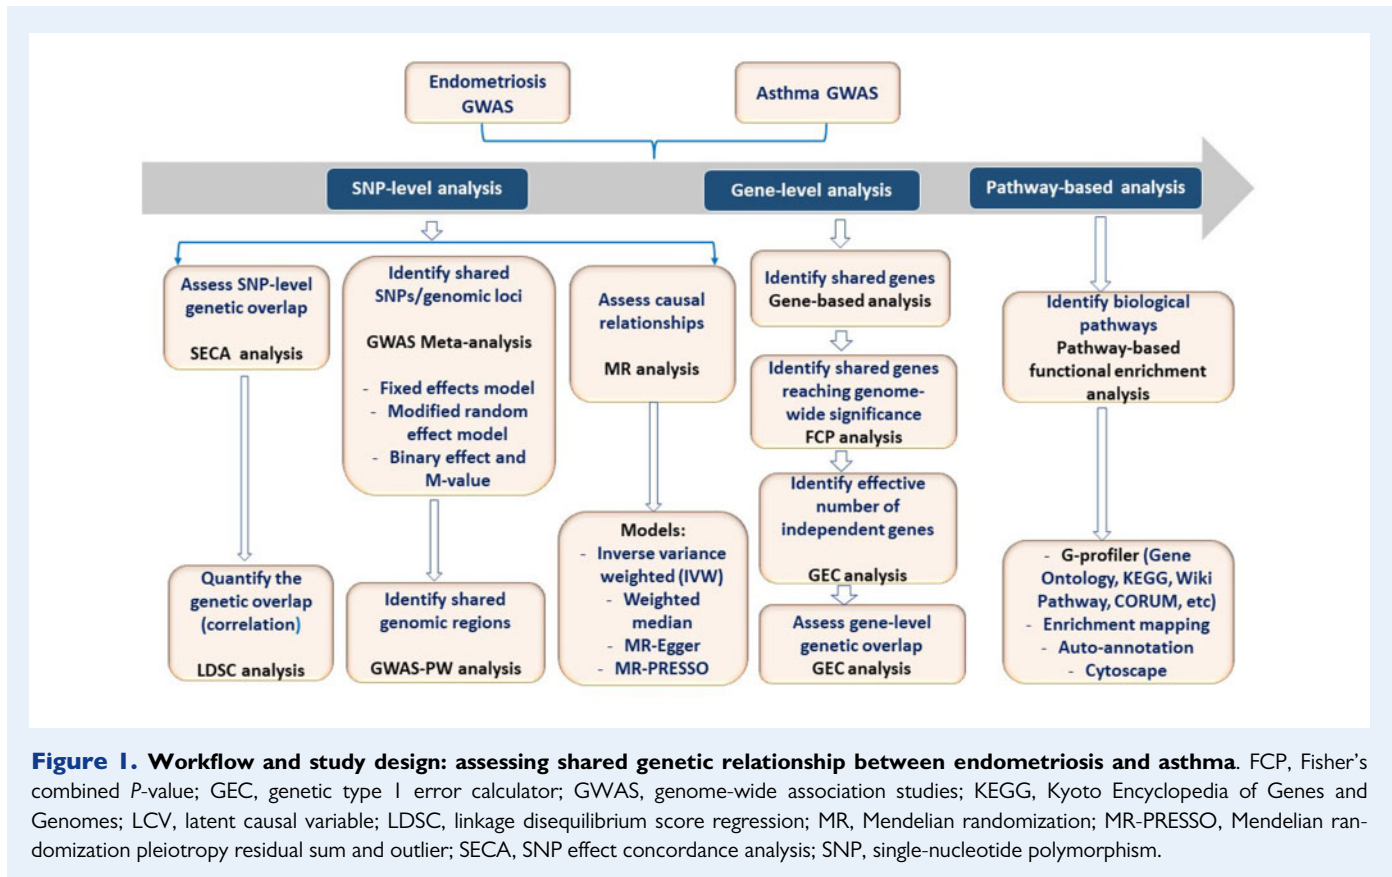 Endometriosis
GWAS
Asthma GWAS
SNP-level analysis
Gene-level analysis
Pathway-based analysis
Assess SNP-level
genetic overlap
SECA analysis
Quantify the
genetic overlap
(correlation)
LDSC analysis
Identify shared
SNPs/genomic loci
GWAS Meta-analysis
- Fixed effects model
- Modified random
effect model
- Binary effect and
M-value
Identify shared
genomic regions
GWAS-PW analysis
Assess causal
relationships
MR analysis
Models:
- Inverse variance
weighted (IVW)
- Weighted
median
- MR-Egger
- MR-PRESSO
Identify shared genes
Gene-based analysis
Identify shared genes
reaching genome-
wide significance
FCP analysis
Identify effective
number of
independent genes
GEC analysis
Assess gene-level
genetic overlap
GEC analysis
Identify biological
pathways
Pathway-based
functional enrichment
analysis
- G-profiler (Gene
Ontology, KEGG, Wiki
Pathway, CORUM, etc)
- Enrichment mapping
- Auto-annotation
- Cytoscape
Figure 1. Workflow and study design: assessing shared genetic relationship between endometriosis and asthma. FCP, Fisher's
combined P-value; GEC, genetic type 1 error calculator; GWAS, genome-wide association studies; KEGG, Kyoto Encyclopedia of Genes and
Genomes; LCV, latent causal variable; LDSC, linkage disequilibrium score regression; MR, Mendelian randomization; MR-PRESSO, Mendelian ran-
domization pleiotropy residual sum and outlier; SECA, SNP effect concordance analysis; SNP, single-nucleotide polymorphism.